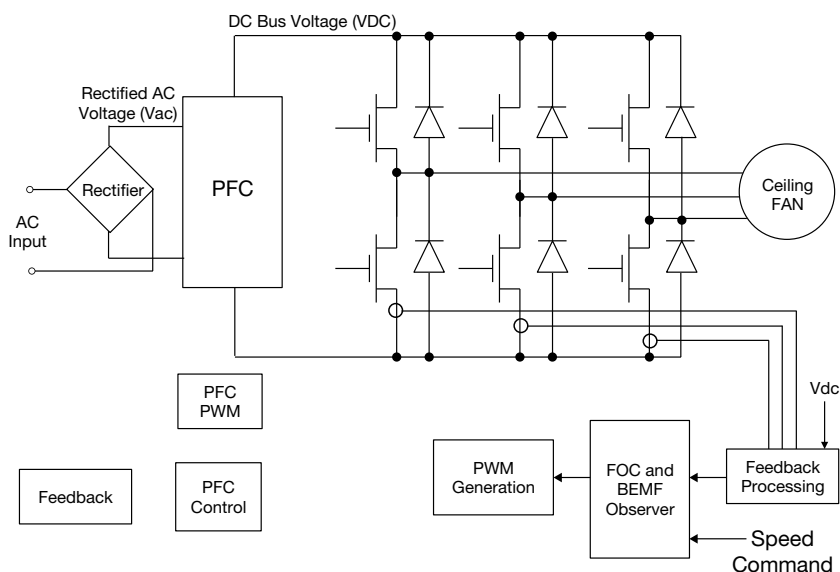 DC Bus Voltage (VDC)
Rectified AC
Voltage (Vac)
Rectifier
PFC
AC
Input
Ceiling
FAN
PFC
PWM
Vdc
Feedback
PFC
Control
PWM
Generation
FOC and
BEMF
Observer
Feedback
Processing
Speed
Command